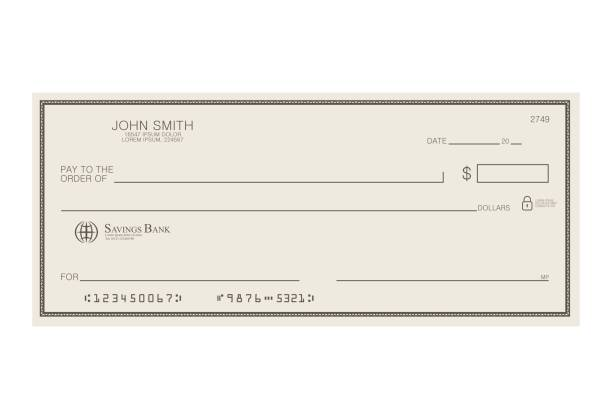 JOHN SMITH
16547 IPSUM DOLOR
LOREM IPSUM, 224567
2749
DATE 20
PAY TO THE
ORDER OF $
DOLLARS
SAVINGS BANK
FOR MP
⑆123450067⑆ ⑈9876⑉5321⑆